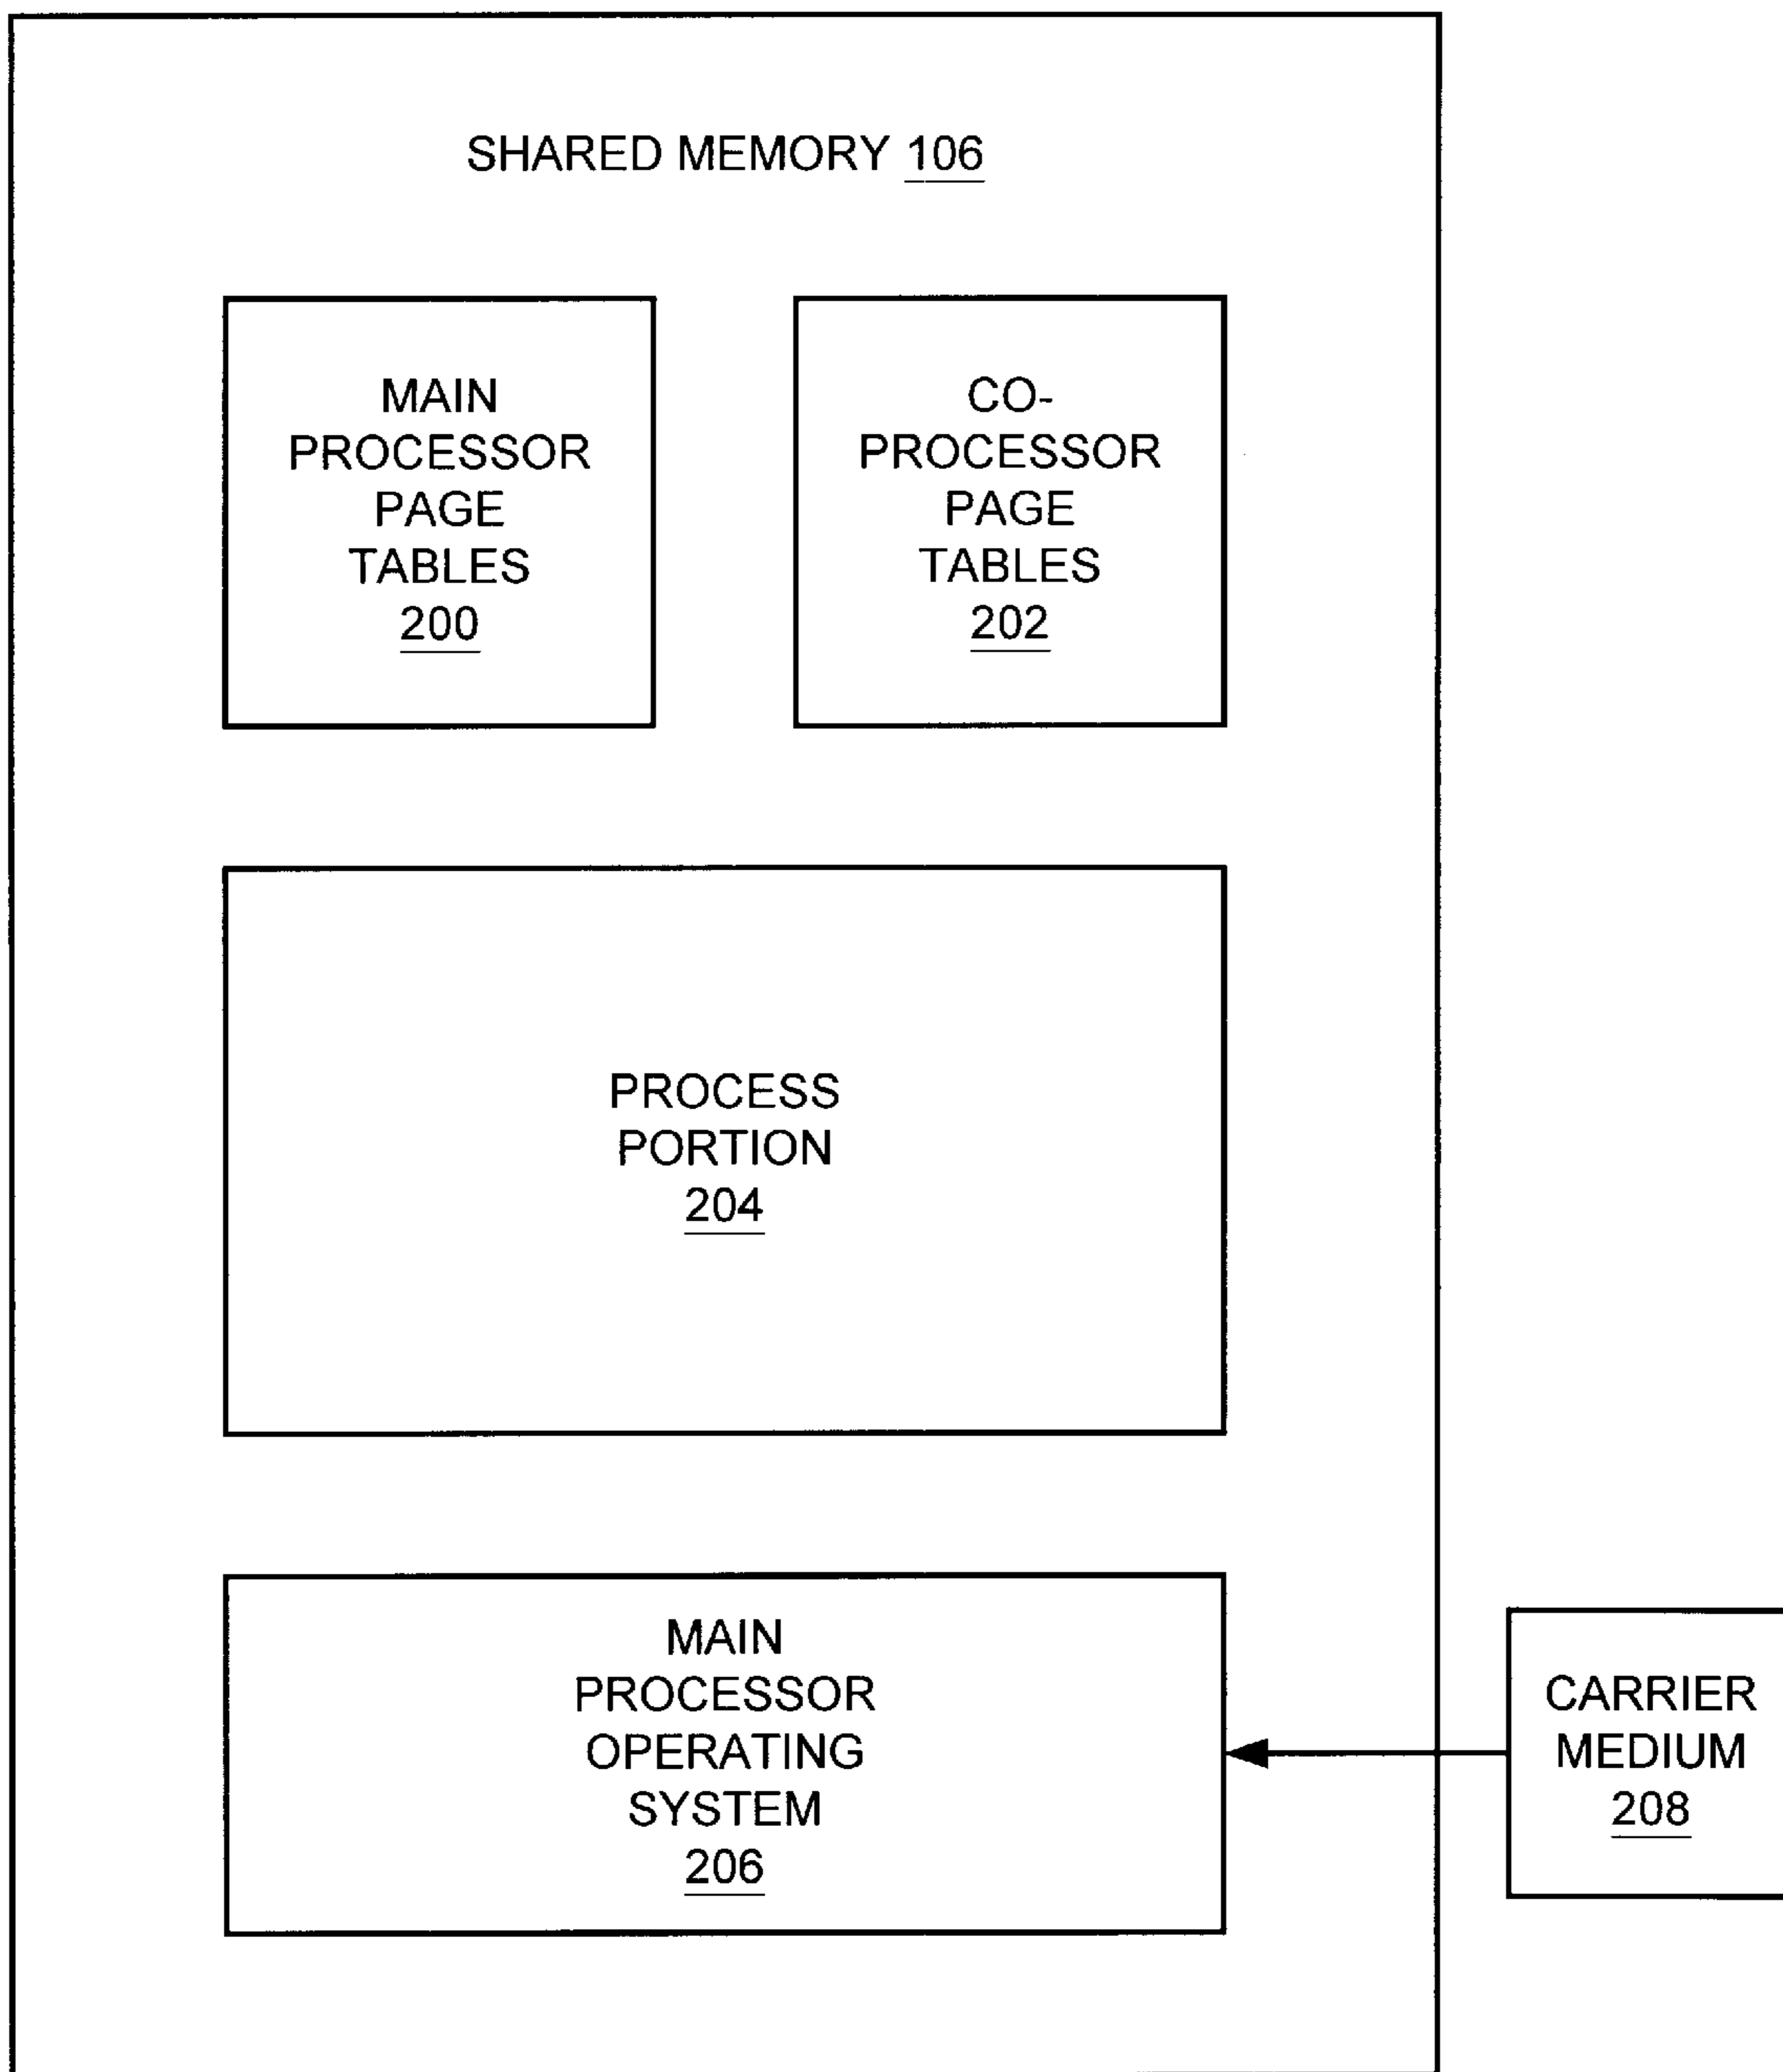 SHARED MEMORY 106
MAIN
PROCESSOR
PAGE
TABLES
200
CO-
PROCESSOR
PAGE
TABLES
202
PROCESS
PORTION
204
MAIN
PROCESSOR
OPERATING
SYSTEM
206
CARRIER
MEDIUM
208